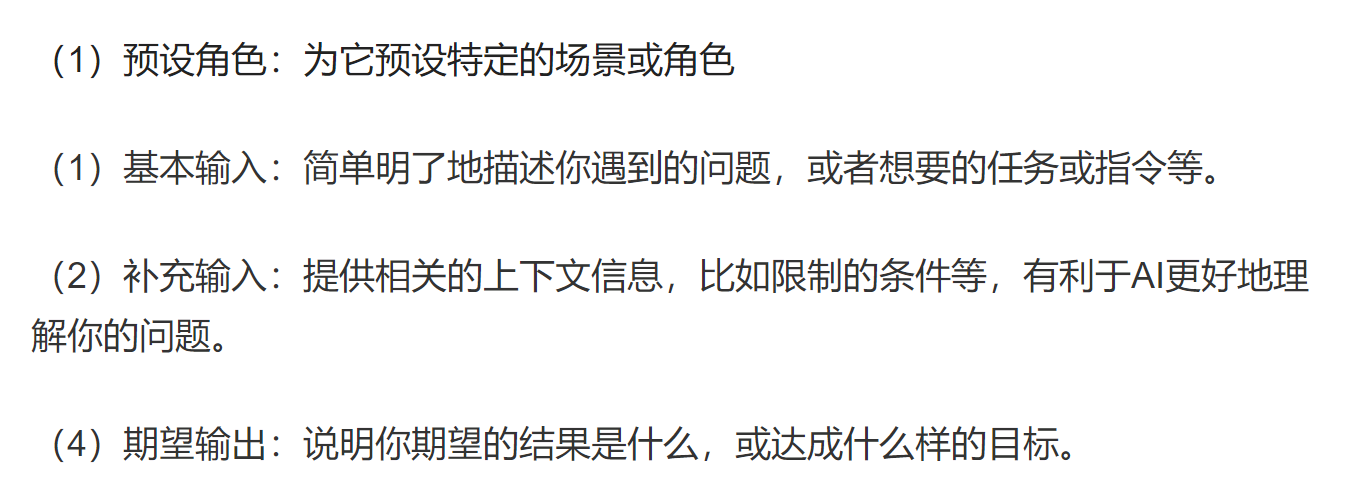 （1）预设角色：为它预设特定的场景或角色
（1）基本输入：简单明了地描述你遇到的问题，或者想要的任务或指令等。
（2）补充输入：提供相关的上下文信息，比如限制的条件等，有利于AI更好地理
解你的问题。
（4）期望输出：说明你期望的结果是什么，或达成什么样的目标。